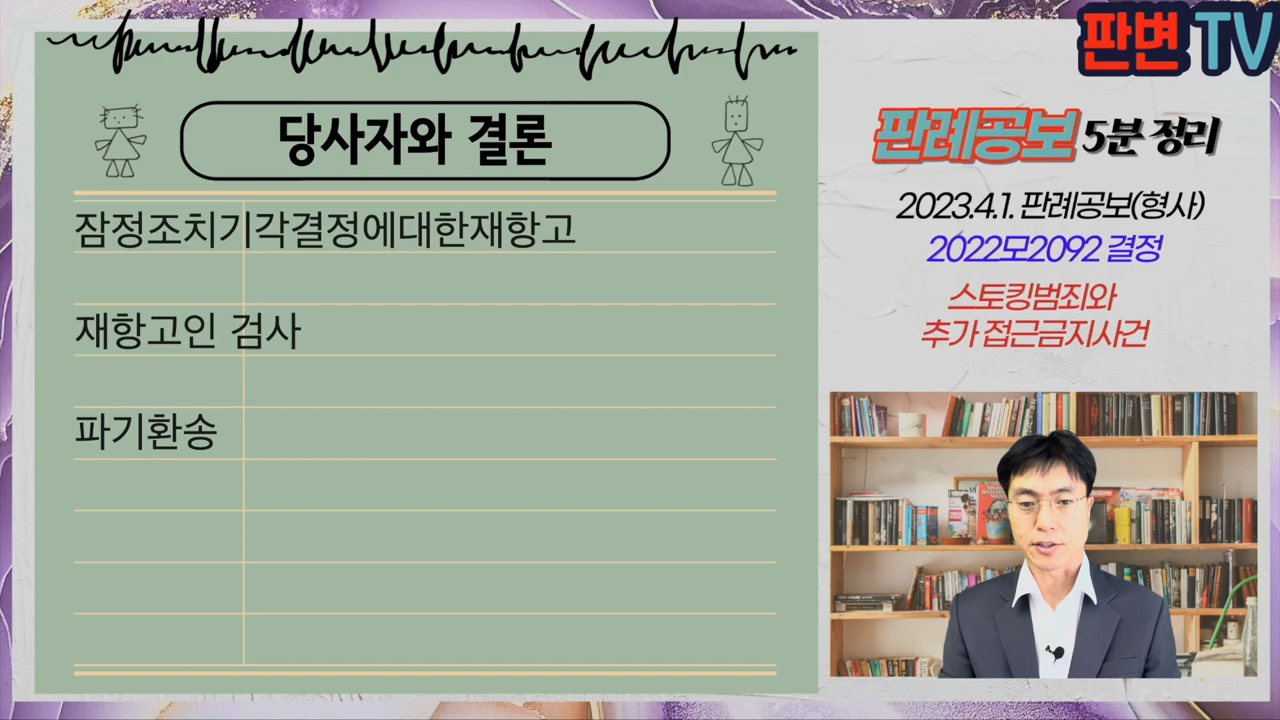 당사자와 결론
잠정조치기각결정에대한재항고
재항고인 검사
파기환송
판변 TV
판례공보 5분 정리
2023.4.1. 판례공보(형사)
2022모2092 결정
스토킹범죄와
추가 접근금지사건